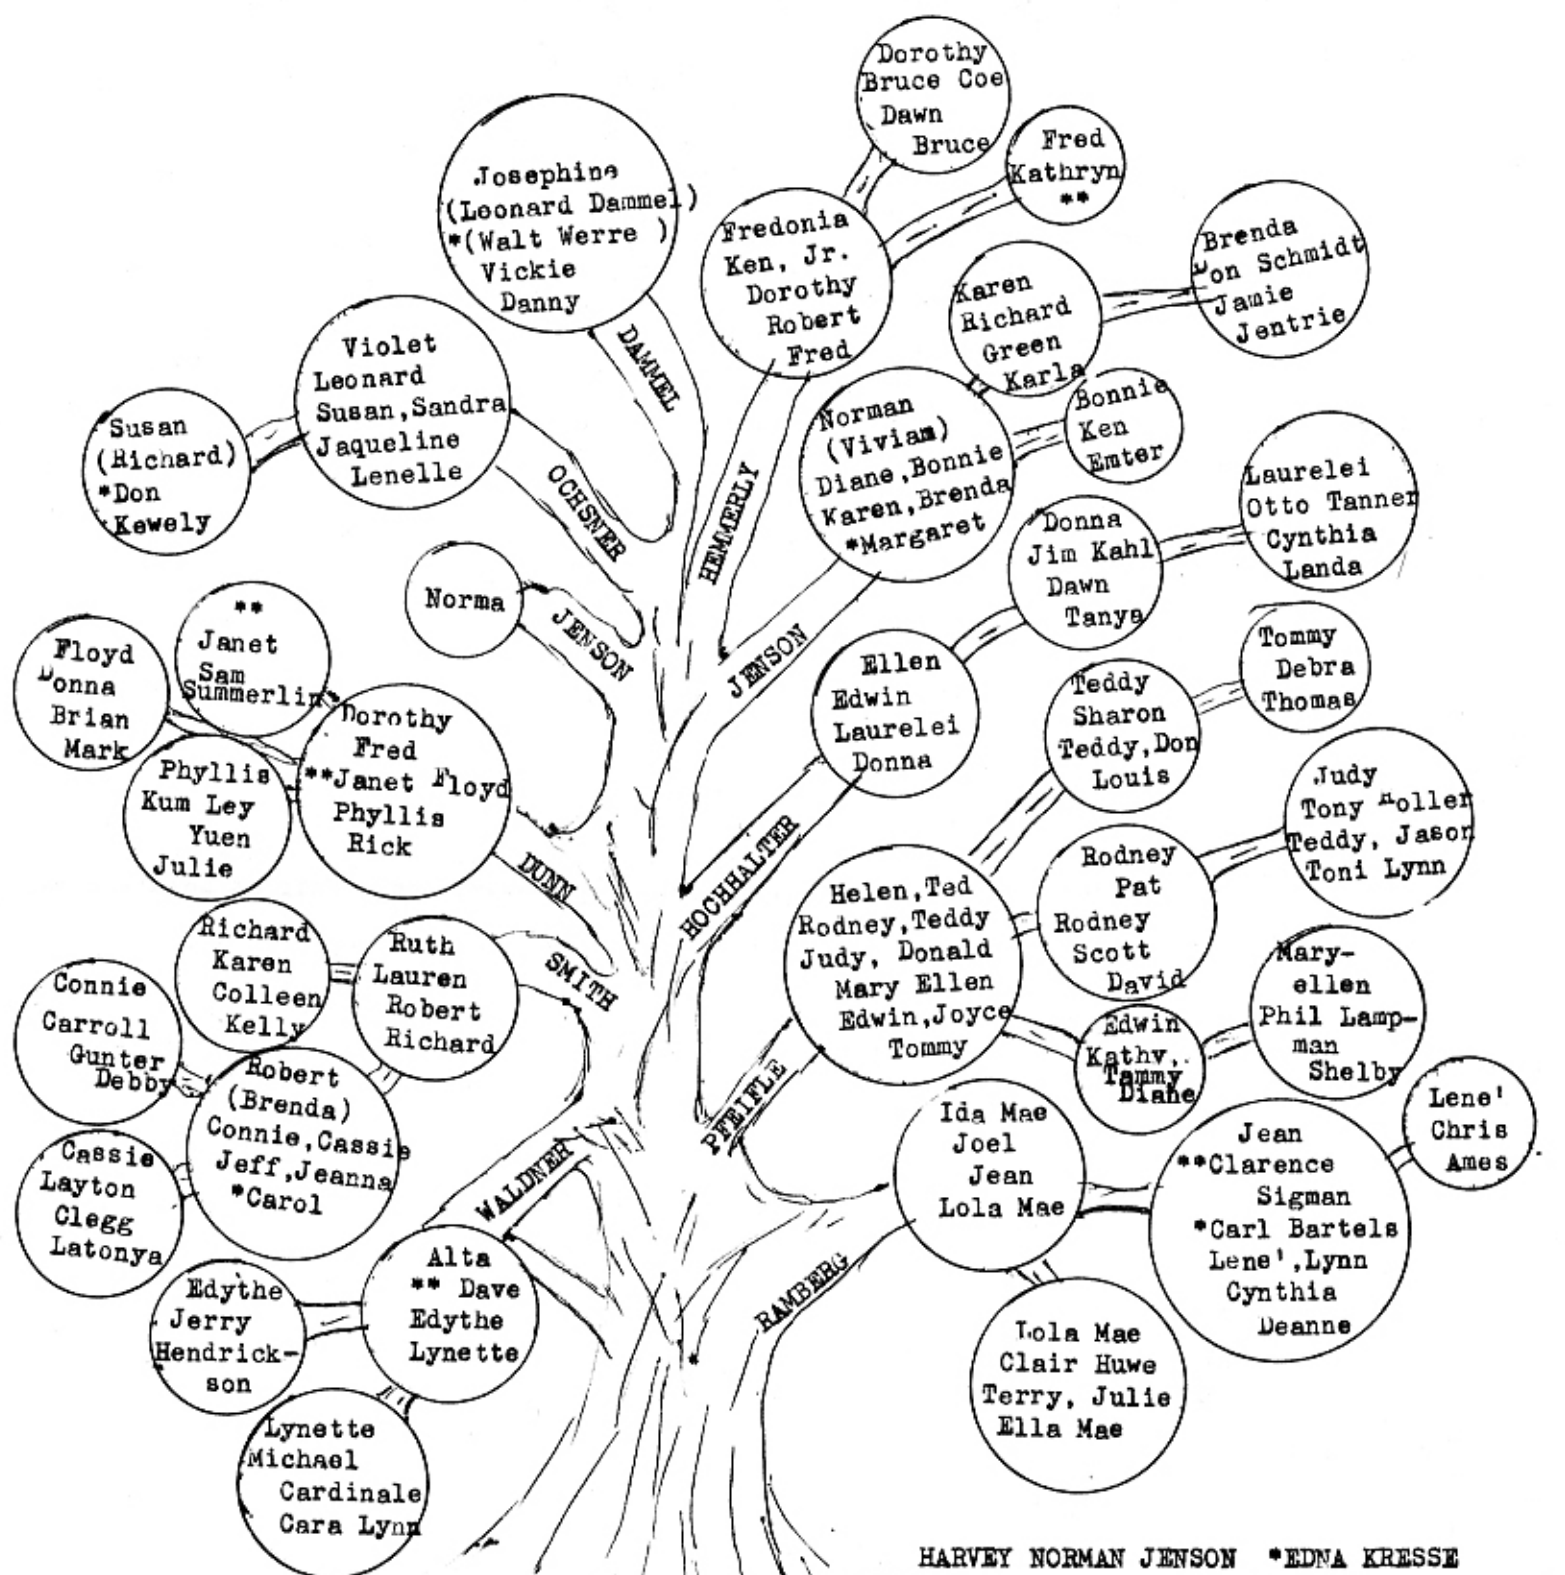 Dorothy
Bruce Coe
Dawn
Bruce
Fred
Kathryn
**
Josephine
(Leonard Dammel)
*(Walt Werre )
Vickie
Danny
Fredonia
Ken, Jr.
Dorothy
Robert
Fred
Karen
Richard
Green
Karla
Brenda
Don Schmidt
Jamie
Jentrie
DAMMEL
Violet
Leonard
Susan,Sandra
Jaqueline
Lenelle
Susan
(Richard)
*Don
Kewely
OCHSNER
HEMMERLY
Norman
(Viviam)
Diane,Bonnie
Karen,Brenda
*Margaret
Bonnie
Ken
Emter
Laurelei
Otto Tanner
Cynthia
Landa
Donna
Jim Kahl
Dawn
Tanya
Norma
JENSON
JENSON
Ellen
Edwin
Laurelei
Donna
Tommy
Debra
Thomas
Teddy
Sharon
Teddy,Don
Louis
**
Janet
Sam
Summerlin
Floyd
Donna
Brian
Mark
Dorothy
Fred
**Janet Floyd
Phyllis
Rick
Phyllis
Kum Ley
Yuen
Julie
DUNN
HOCHHALTER
Judy
Tony Holler
Teddy, Jason
Toni Lynn
Helen,Ted
Rodney,Teddy
Judy, Donald
Mary Ellen
Edwin,Joyce
Tommy
Rodney
Pat
Rodney
Scott
David
Richard
Karen
Colleen
Kelly
Ruth
Lauren
Robert
Richard
SMITH
Connie
Carroll
Gunter
Debby
Robert
(Brenda)
Connie,Cassie
Jeff,Jeanna
*Carol
Cassie
Layton
Clegg
Latonya
PFEIFLE
Edwin
Kathy,
Tammy
Diane
Mary-
ellen
Phil Lamp-
man
Shelby
Ida Mae
Joel
Jean
Lola Mae
Jean
**Clarence
Sigman
*Carl Bartels
Lene',Lynn
Cynthia
Deanne
Lene'
Chris
Ames
WALDNER
Alta
** Dave
Edythe
Lynette
Edythe
Jerry
Hendrick-
son
RAMBERG
Lola Mae
Clair Huwe
Terry, Julie
Ella Mae
Lynette
Michael
Cardinale
Cara Lynn
HARVEY NORMAN JENSON *EDNA KRESSE